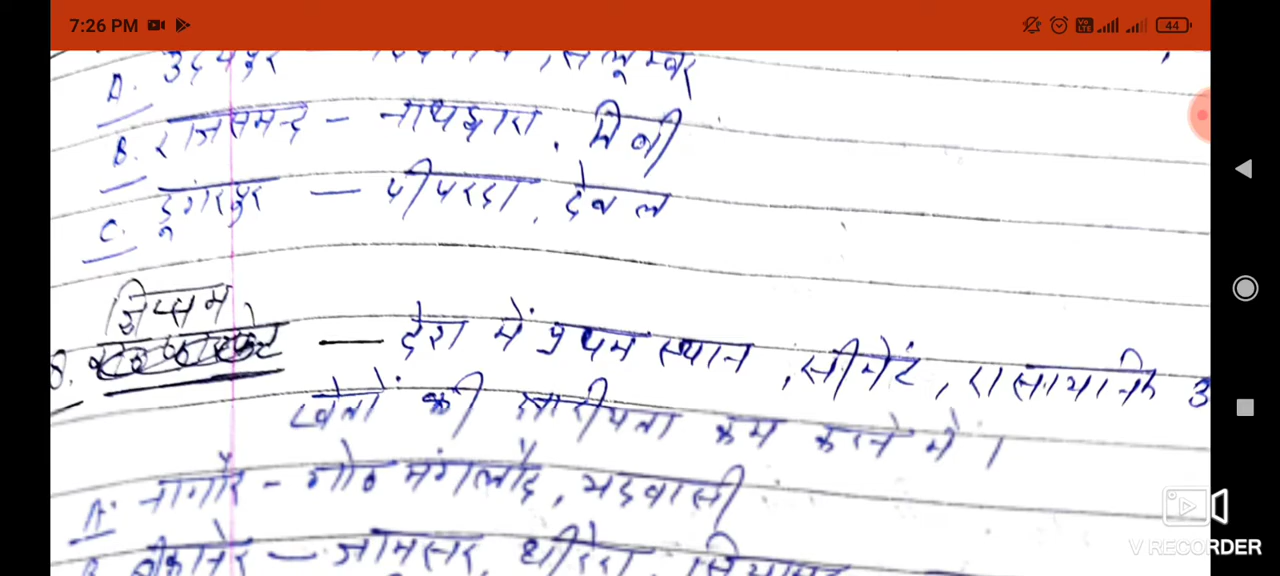 7:26 PM 44
A. उदयपुर
B. राजसमन्द - नाथद्वारा,
C. डूंगरपुर - पीपरदा, देवल
जिप्सम
8. - देश में प्रथम स्थान, सीमेंट, रासायनिक
खेतों की क्षारीयता कम करने में ।
A. नागौर - गोठ मंगलौद, भदवासी
B. बीकानेर - जामसर, धीरेरा,
V RECORDER